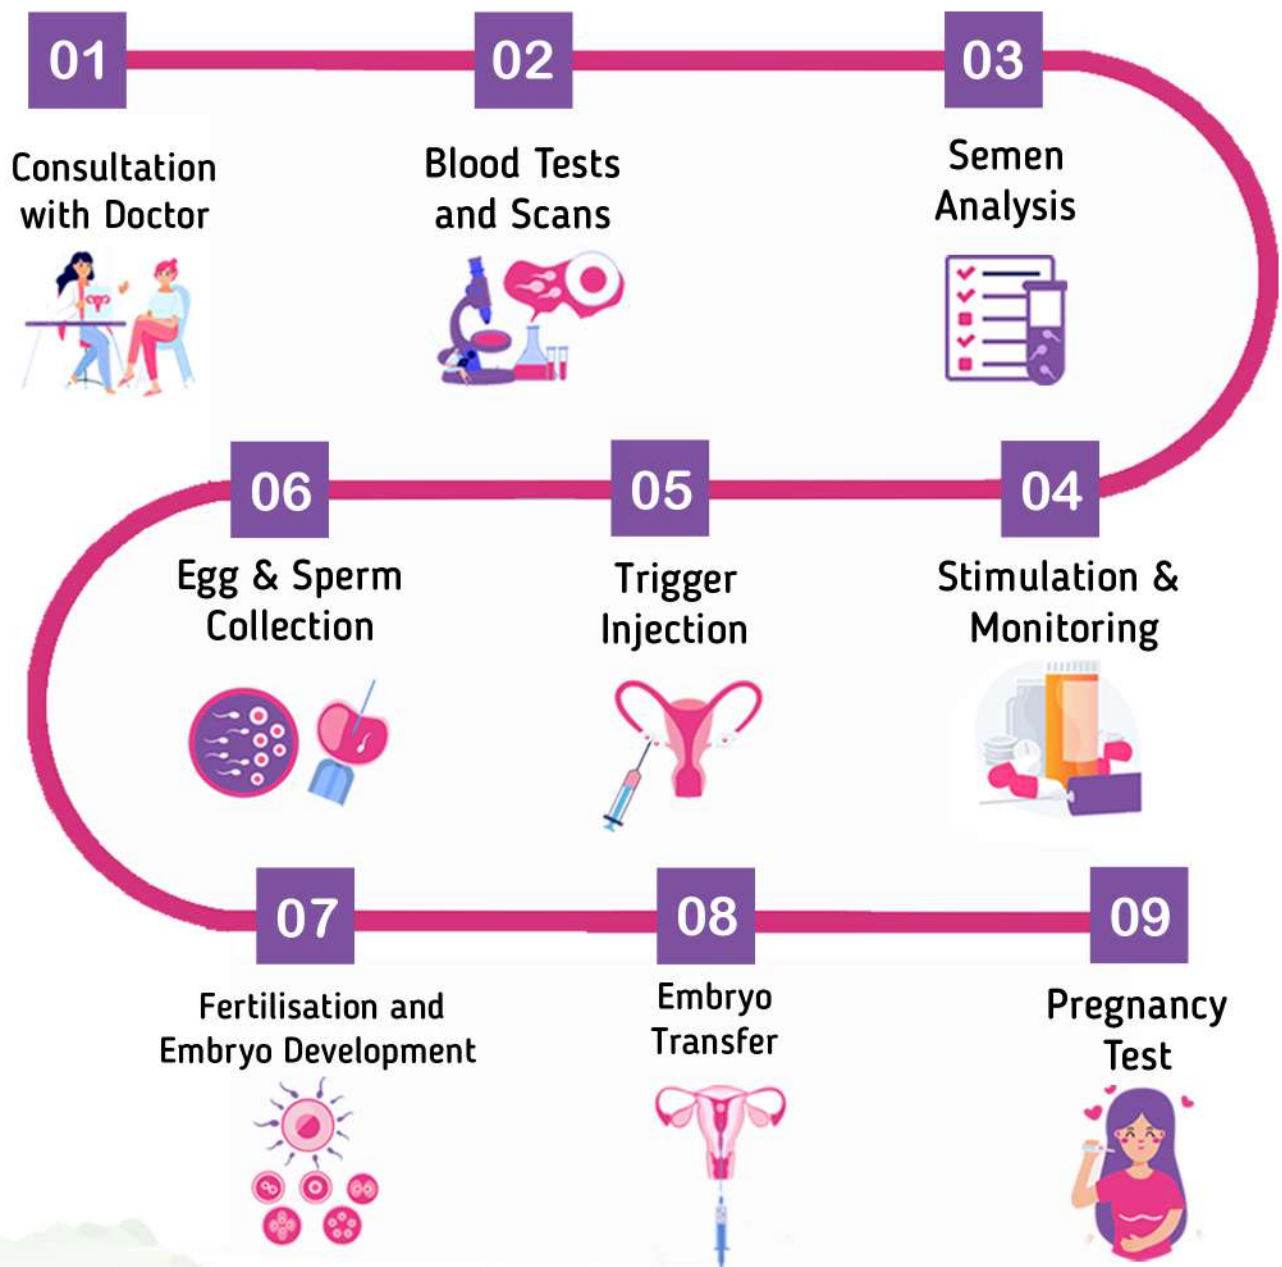 01
Consultation
with Doctor
02
Blood Tests
and Scans
03
Semen
Analysis
04
Stimulation &
Monitoring
05
Trigger
Injection
06
Egg & Sperm
Collection
07
Fertilisation and
Embryo Development
08
Embryo
Transfer
09
Pregnancy
Test